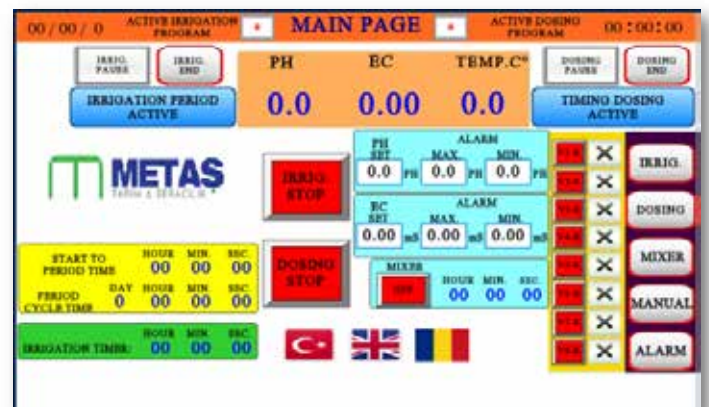 00 / 00 / 0
ACTIVE IRRIGATION
PROGRAM
*
MAIN PAGE
*
ACTIVE DOSING
PROGRAM
00 : 00 : 00
IRRIG.
PAUSE
IRRIG.
END
PH
EC
TEMP.C°
DOSING
PAUSE
DOSING
END
IRRIGATION PERIOD
ACTIVE
0.0
0.00
0.0
TIMING DOSING
ACTIVE
METAŞ
IRRIG.
STOP
PH
SET
ALARM
MAX.
MIN.
0.0 PH
0.0 PH
0.0 PH
IRRIG.
EC
SET
ALARM
MAX.
MIN.
0.00 mS
0.00 mS
0.00 mS
DOSING
START TO
PERIOD TIME
HOUR MIN. SEC.
00 00 00
DOSING
STOP
MIXER
HOUR MIN. SEC.
00 00 00
MIXER
PERIOD
CYCLE TIME
DAY HOUR MIN. SEC.
0 00 00 00
MANUAL
IRRIGATION TIMER:
HOUR MIN. SEC.
00 00 00
ALARM